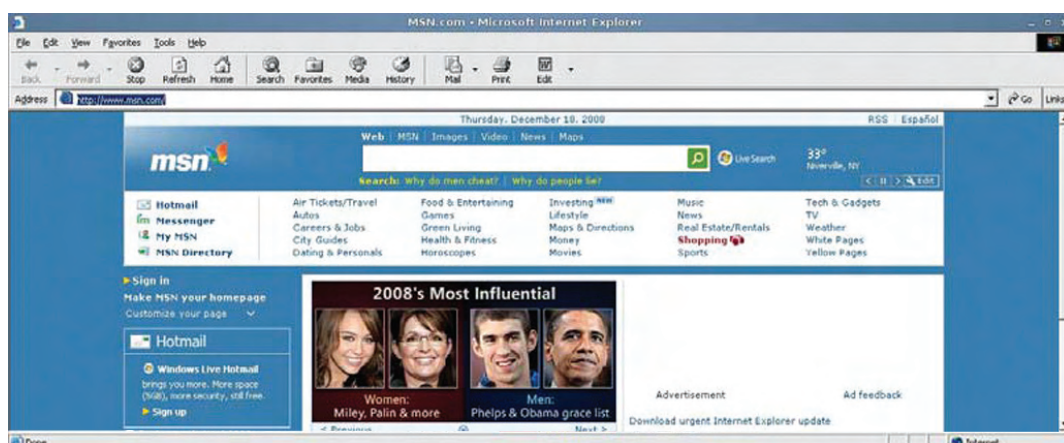 MSN.com - Microsoft Internet Explorer
File Edit View Favorites Tools Help
Back Forward Stop Refresh Home Search Favorites Media History Mail Print Edit
Address http://www.msn.com/ Go Links
Thursday, December 18, 2008 RSS Español
Web MSN Images Video News Maps
msn
Live Search
33°
Niverville, NY
Edit
Search: Why do men cheat? Why do people lie?
Hotmail Air Tickets/Travel Food & Entertaining Investing NEW Music Tech & Gadgets
Messenger Autos Games Lifestyle News TV
My MSN Careers & Jobs Green Living Maps & Directions Real Estate/Rentals Weather
MSN Directory City Guides Health & Fitness Money Shopping White Pages
Dating & Personals Horoscopes Movies Sports Yellow Pages
Sign in
Make MSN your homepage
Customize your page
Hotmail
Windows Live Hotmail
brings you more. More space
(5GB), more security, still free.
Sign up
2008's Most Influential
Women:
Miley, Palin & more
Men:
Phelps & Obama grace list
< Previous Next >
Advertisement Ad feedback
Download urgent Internet Explorer update
Done Internet